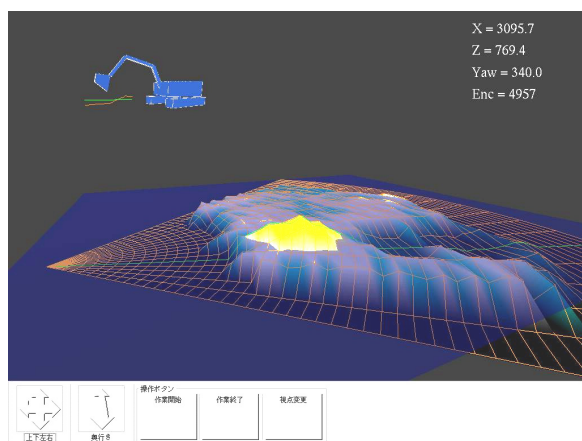 X = 3095.7
Z = 769.4
Yaw = 340.0
Enc = 4957
操作ボタン
作業開始
作業終了
視点変更
上下左右
奥行き